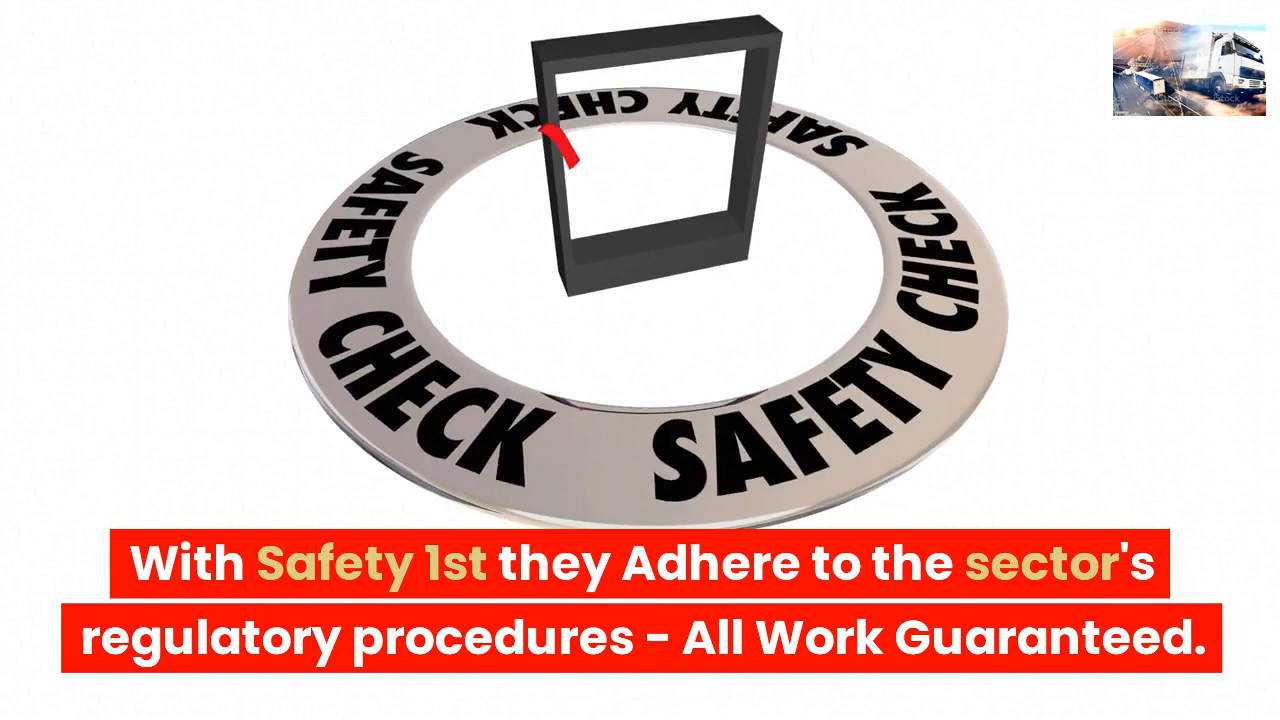 SAFETY CHECK
SAFETY CHECK
SAFETY CHECK
SAFETY CHECK
iStock
With Safety 1st they Adhere to the sector's
regulatory procedures - All Work Guaranteed.